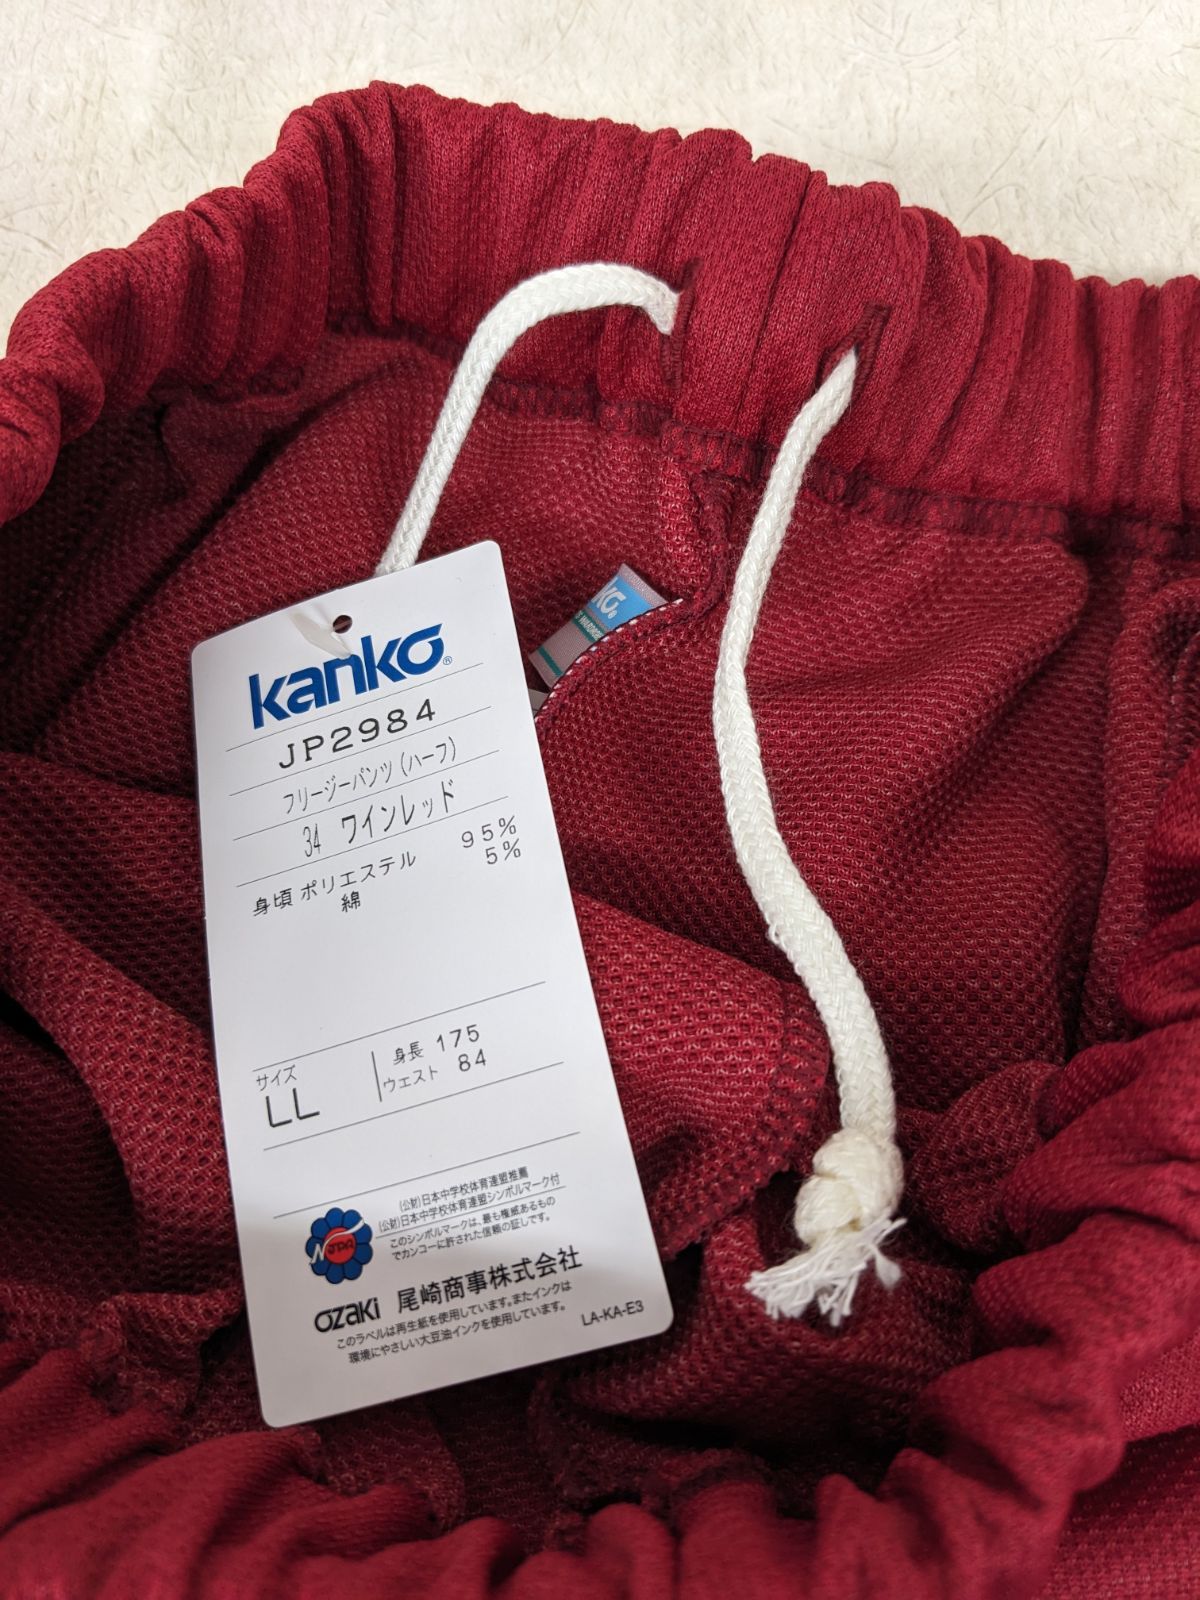 kanko®
JP2984
フリージーパンツ(ハーフ)
34 ワインレッド
身頃 ポリエステル 95%
綿 5%
サイズ
LL
身長 175
ウエスト 84
(公財)日本中学校体育連盟推薦
(公財)日本中学校体育連盟シンボルマーク付
このシンボルマークは、最も権威あるもの
でカンコーに許された信頼の証しです。
N JPA
ozaki 尾崎商事株式会社
このラベルは再生紙を使用しています。またインクは
環境にやさしい大豆油インクを使用しています。
LA-KA-E3
ko®